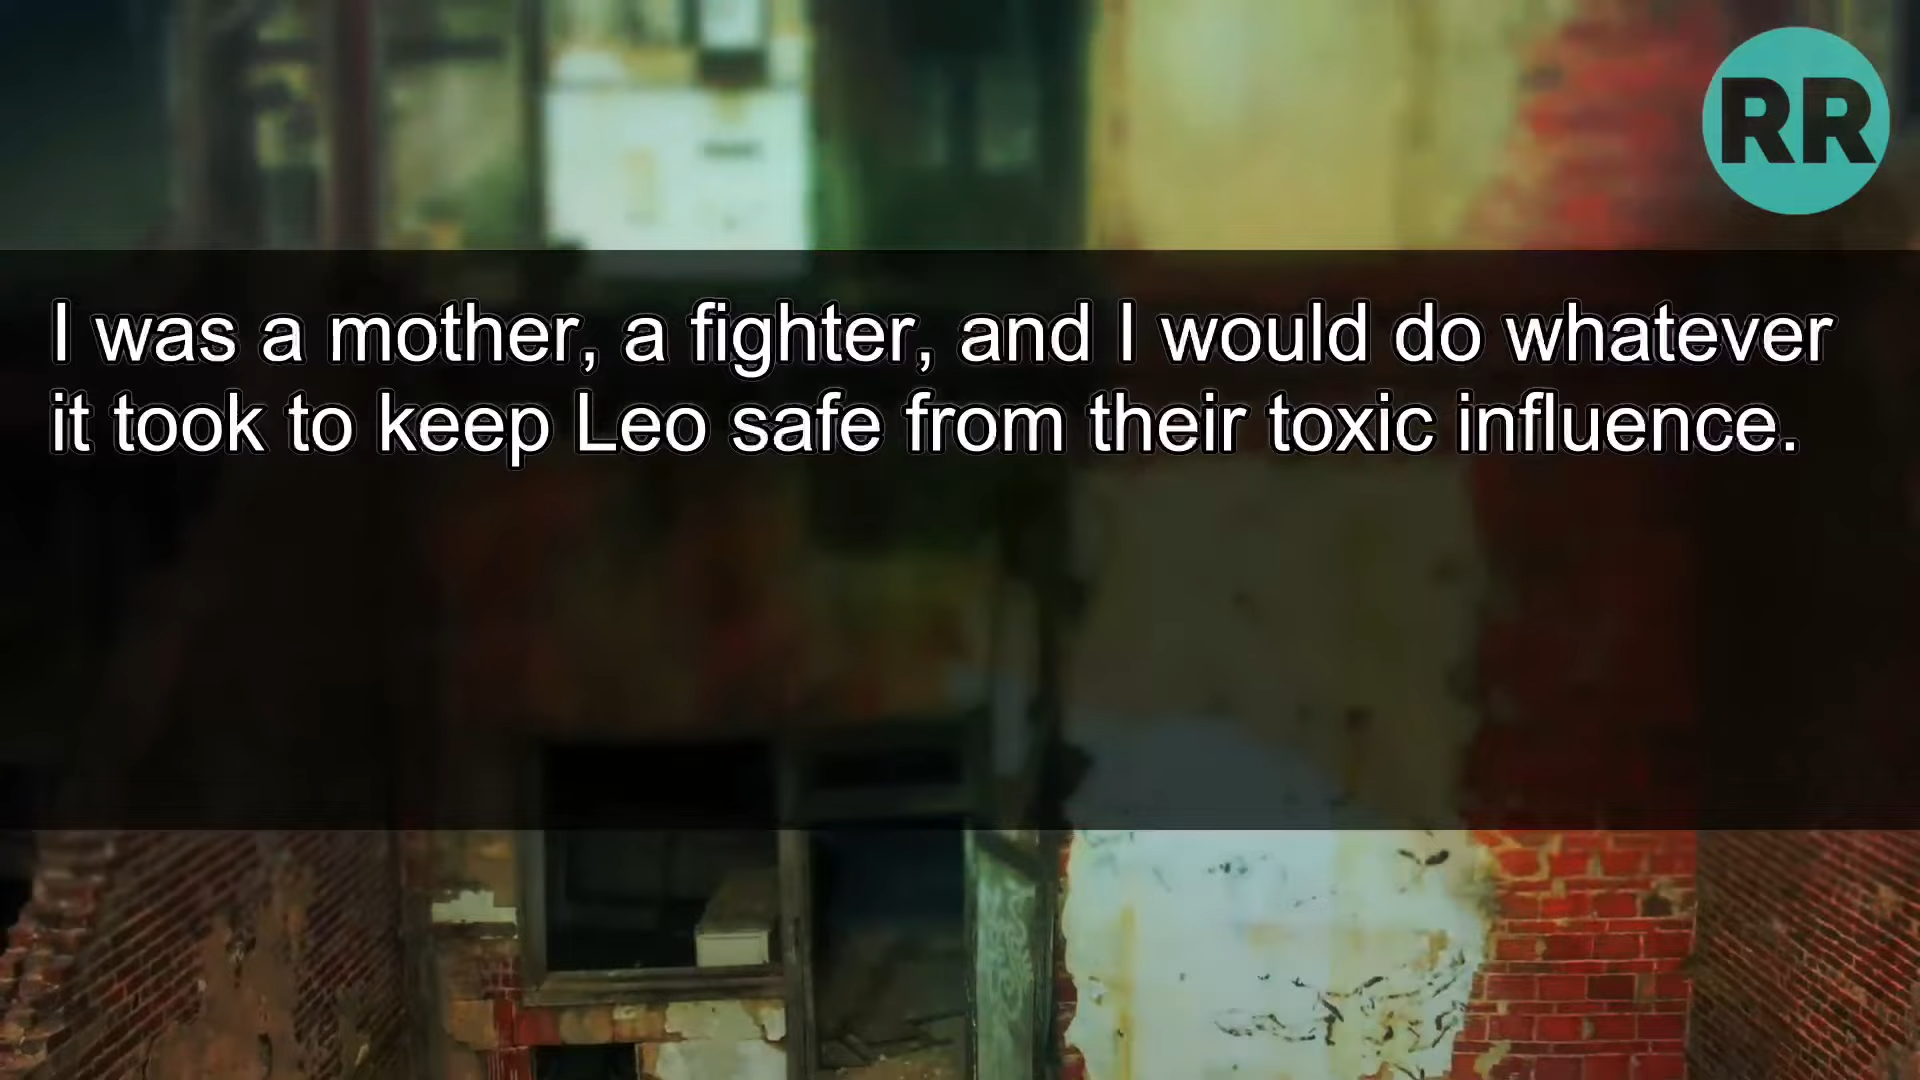 RR
I was a mother, a fighter, and I would do whatever
it took to keep Leo safe from their toxic influence.